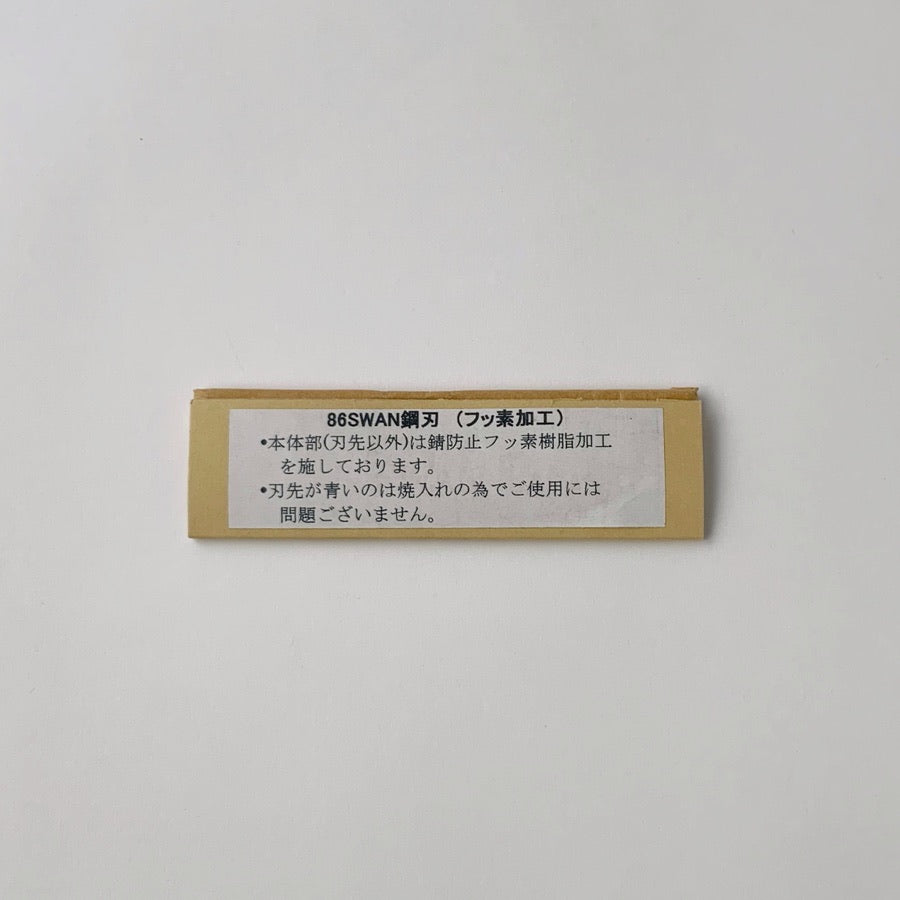 86SWAN鋼刃 (フッ素加工)
•本体部(刃先以外)は錆防止フッ素樹脂加工
を施しております。
•刃先が青いのは焼入れの為でご使用には
問題ございません。